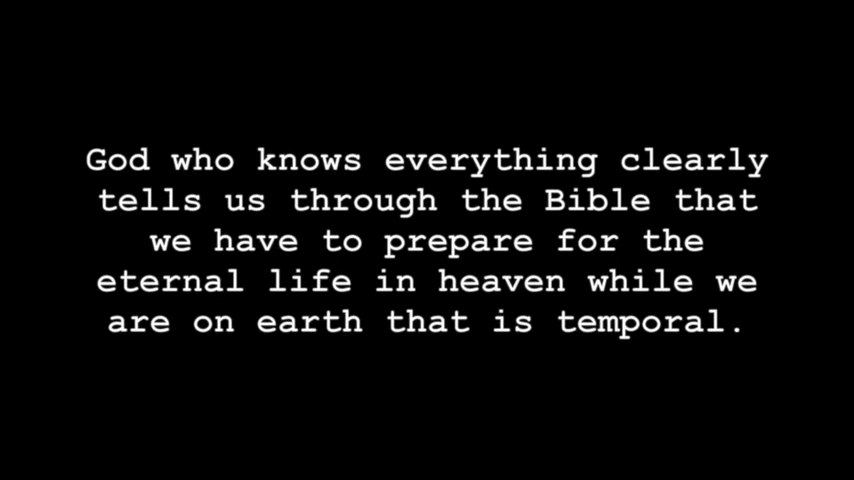 God who knows everything clearly
tells us through the Bible that
we have to prepare for the
eternal life in heaven while we
are on earth that is temporal.